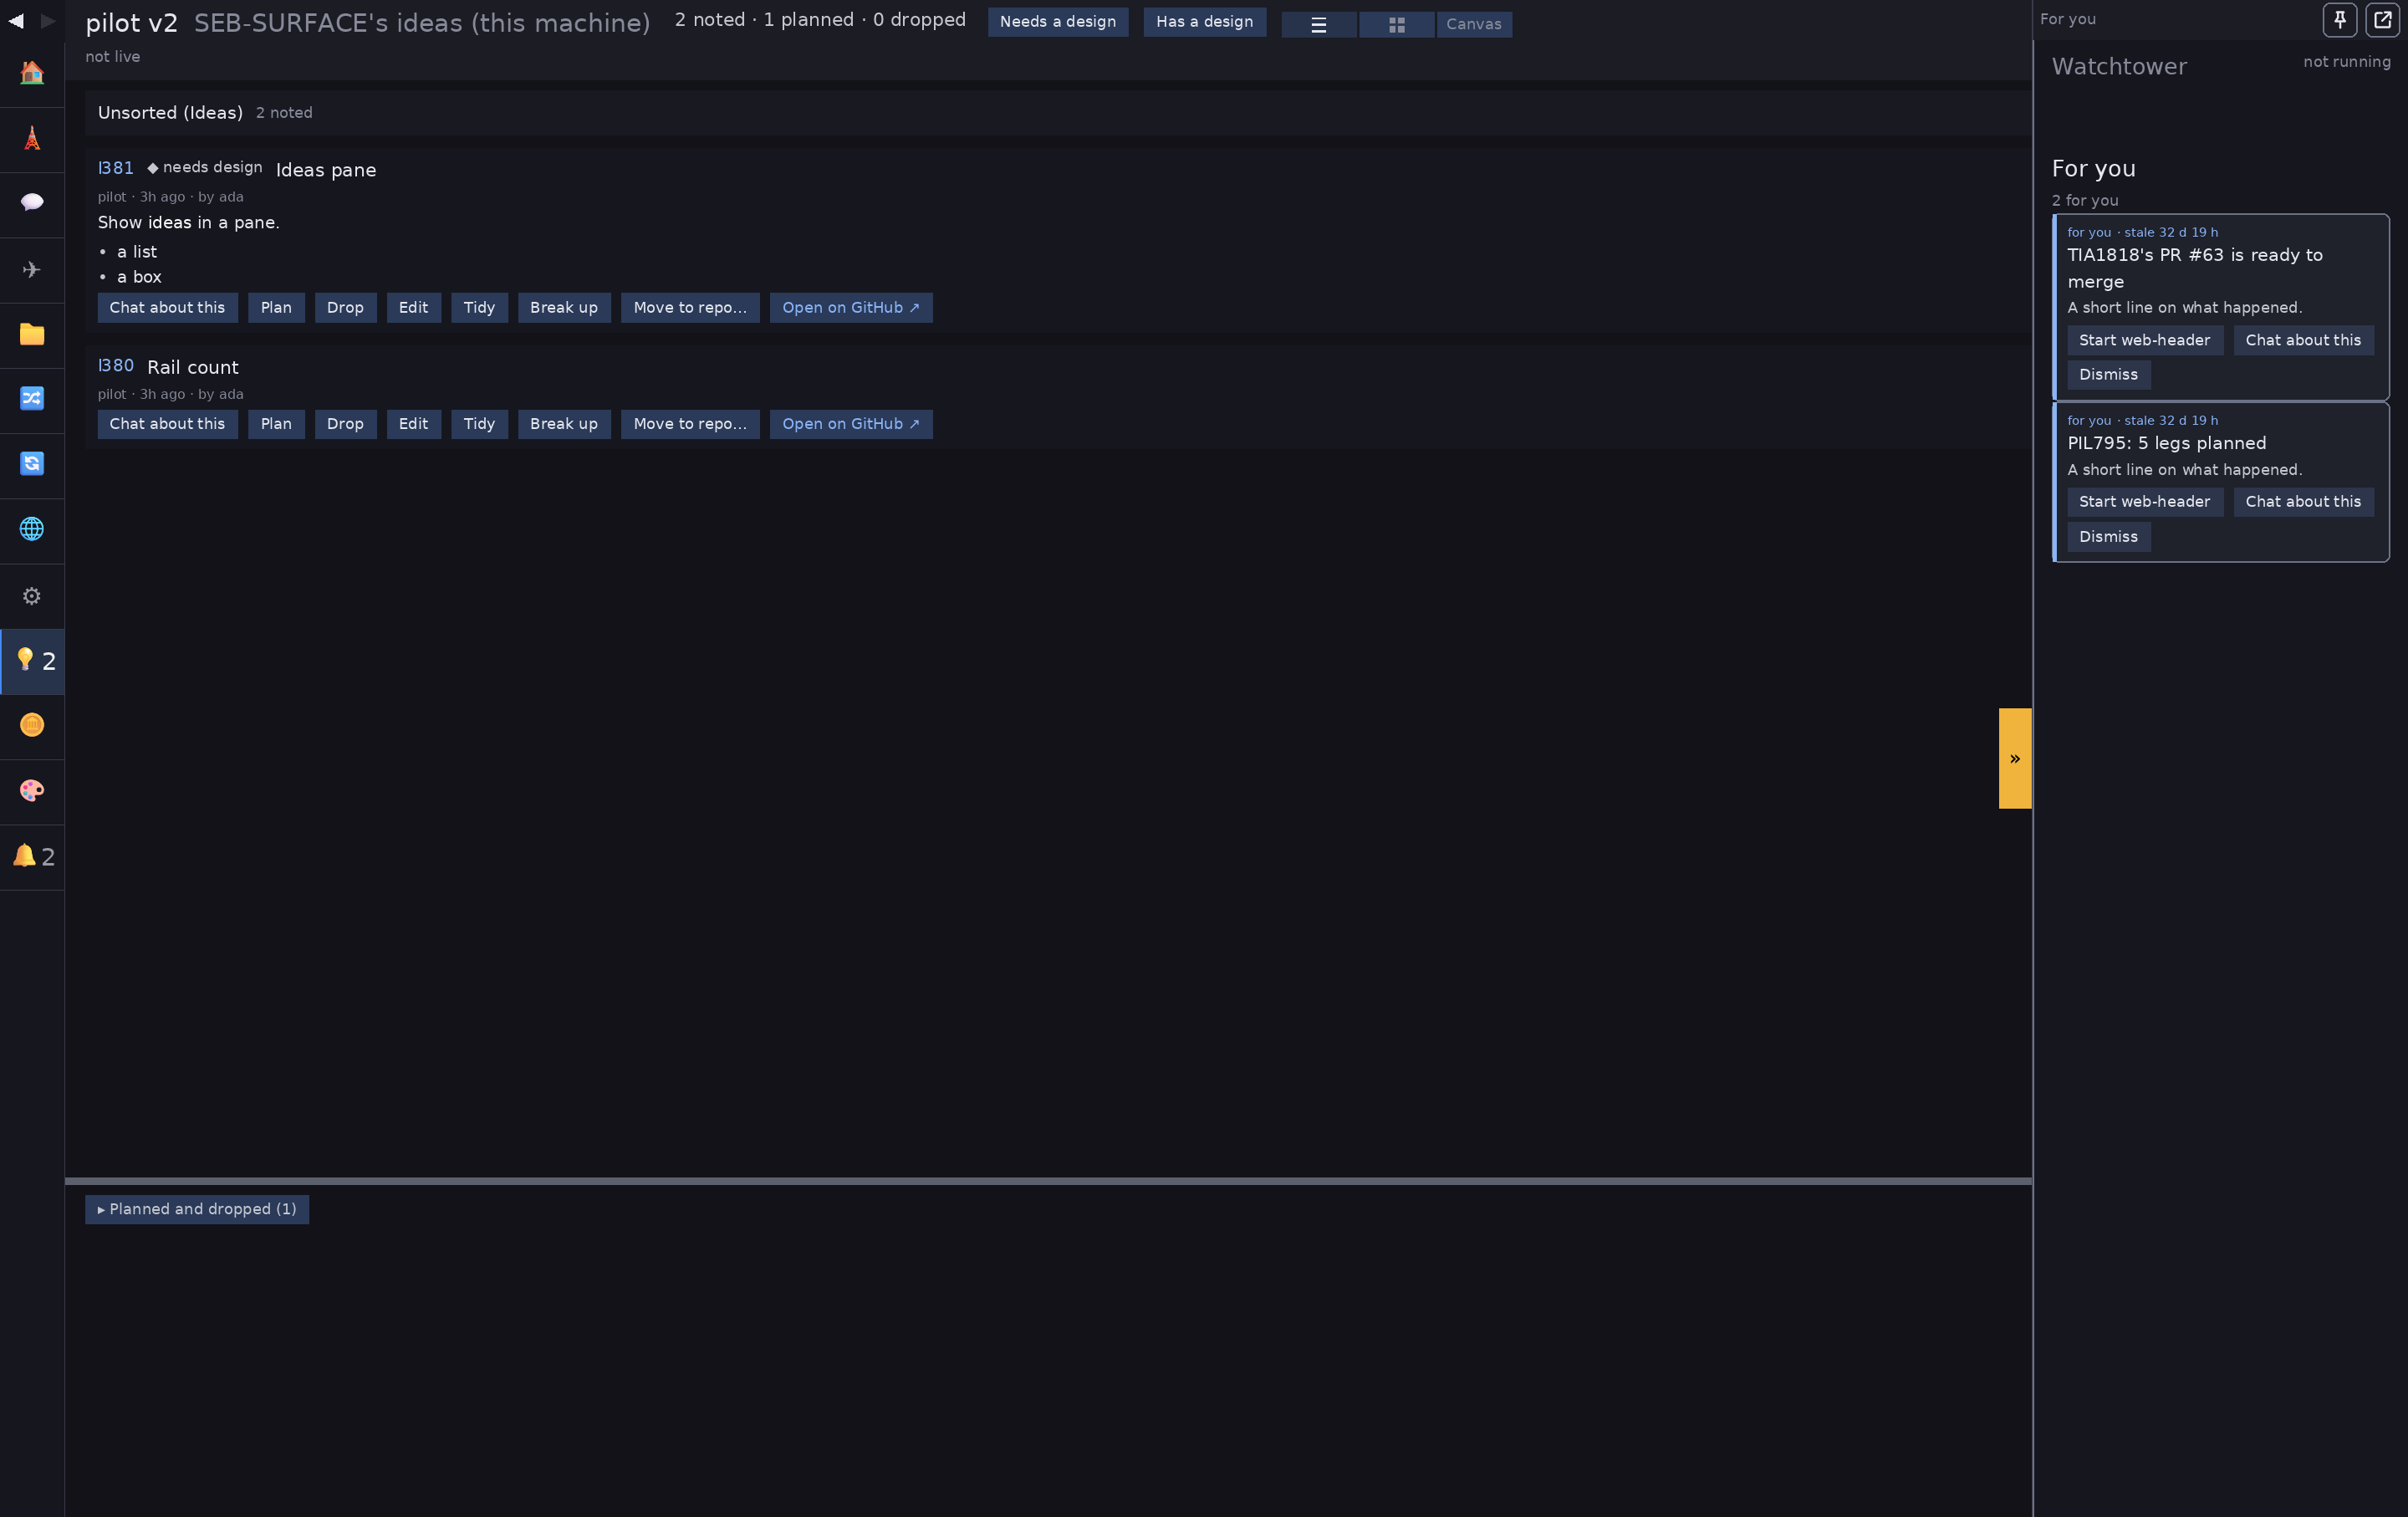 pilot v2 SEB-SURFACE's ideas (this machine) 2 noted · 1 planned · 0 dropped Needs a design Has a design Canvas
not live
Unsorted (Ideas) 2 noted
I381 ◆ needs design Ideas pane
pilot · 3h ago · by ada
Show ideas in a pane.
• a list
• a box
Chat about this Plan Drop Edit Tidy Break up Move to repo... Open on GitHub ↗
I380 Rail count
pilot · 3h ago · by ada
Chat about this Plan Drop Edit Tidy Break up Move to repo... Open on GitHub ↗
2
2
»
▸ Planned and dropped (1)
For you
Watchtower not running
For you
2 for you
for you · stale 32 d 19 h
TIA1818's PR #63 is ready to
merge
A short line on what happened.
Start web-header Chat about this
Dismiss
for you · stale 32 d 19 h
PIL795: 5 legs planned
A short line on what happened.
Start web-header Chat about this
Dismiss